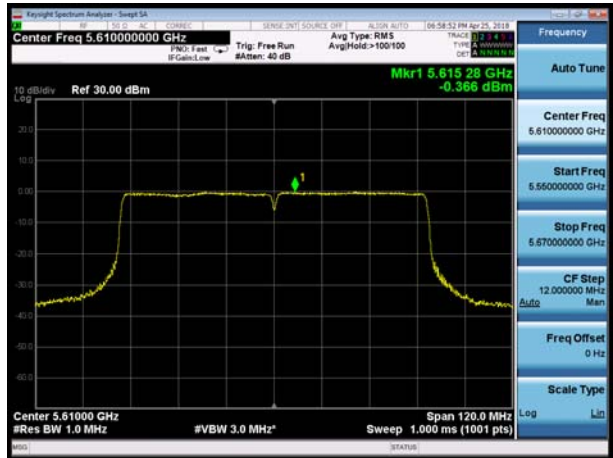 Keysight Spectrum Analyzer - Swept SA
RF 50 Ω AC CORREC SENSE:INT SOURCE OFF ALIGN AUTO 06:58:52 PM Apr 25, 2018
Center Freq 5.610000000 GHz
PNO: Fast
IFGain:Low
Trig: Free Run
#Atten: 40 dB
Avg Type: RMS
Avg|Hold:>100/100
TRACE 1 2 3 4 5 6
TYPE A WWWWW
DET A N N N N N
Mkr1 5.615 28 GHz
-0.366 dBm
10 dB/div Ref 30.00 dBm
Log
20.0
10.0
0.00
-10.0
-20.0
-30.0
-40.0
-50.0
-60.0
1
Center 5.61000 GHz
#Res BW 1.0 MHz
#VBW 3.0 MHz*
Span 120.0 MHz
Sweep 1.000 ms (1001 pts)
MSG
STATUS
Frequency
Auto Tune
Center Freq
5.610000000 GHz
Start Freq
5.550000000 GHz
Stop Freq
5.670000000 GHz
CF Step
12.000000 MHz
Auto Man
Freq Offset
0 Hz
Scale Type
Log Lin